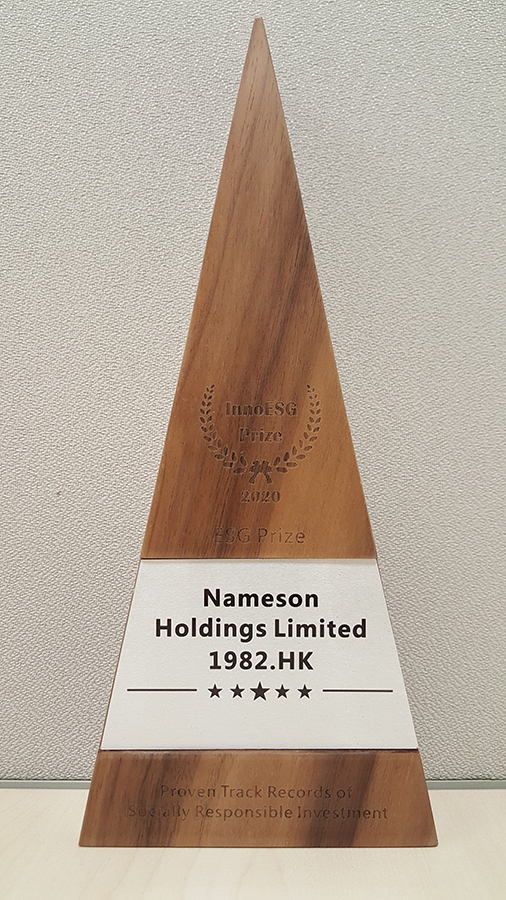 InnoESG
Prize
2020
ESG Prize
Nameson
Holdings Limited
1982.HK
Proven Track Records of
Socially Responsible Investment